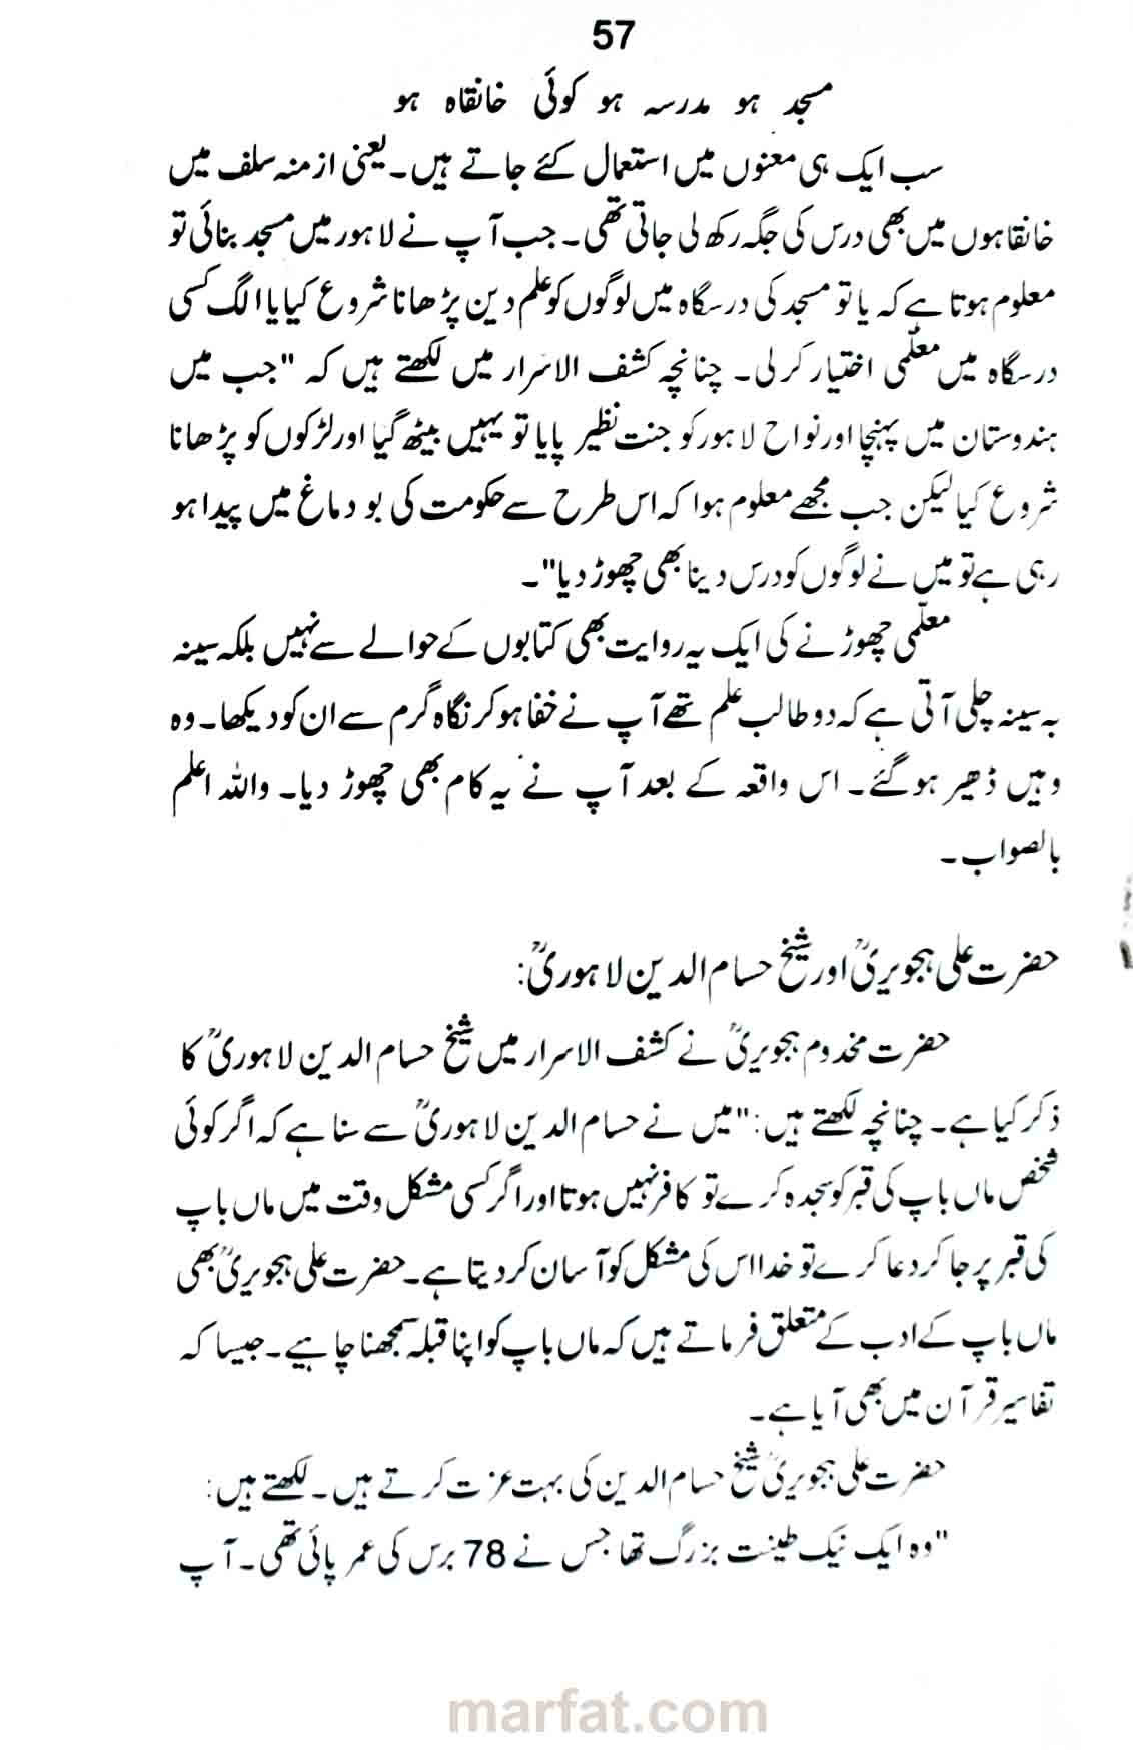 57
مسجد ہو مدرسہ ہو کوئی خانقاہ ہو
سب ایک ہی معنوں میں استعمال کئے جاتے ہیں۔ یعنی ازمنہ سلف میں
خانقاہوں میں بھی درس کی جگہ رکھ لی جاتی تھی۔ جب آپ نے لاہور میں مسجد بنائی تو
معلوم ہوتا ہے کہ یا تو مسجد کی درسگاہ میں لوگوں کو علم دین پڑھانا شروع کیا یا الگ کسی
درسگاہ میں معلّمی اختیار کر لی۔ چنانچہ کشف الاسَرار میں لکھتے ہیں کہ "جب میں
ہندوستان میں پہنچا اور نواح لاہور کو جنت نظیر پایا تو یہیں بیٹھ گیا اور لڑکوں کو پڑھانا
شروع کیا لیکن جب مجھے معلوم ہوا کہ اس طرح سے حکومت کی بو دماغ میں پیدا ہو
رہی ہے تو میں نے لوگوں کو درس دینا بھی چھوڑ دیا"۔
معلّمی چھوڑنے کی ایک یہ روایت بھی کتابوں کے حوالے سے نہیں بلکہ سینہ
بہ سینہ چلی آتی ہے کہ دو طالب علم تھے آپ نے خفا ہو کر نگاہ گرم سے ان کو دیکھا۔ وہ
وہیں ڈھیر ہو گئے۔ اس واقعہ کے بعد آپ نے یہ کام بھی چھوڑ دیا۔ واللہ اعلم
بالصواب۔
حضرت علی ہجویریؒ اور شیخ حسام الدین لاہوریؒ:
حضرت مخدوم ہجویریؒ نے کشف الاسرار میں شیخ حسام الدین لاہوریؒ کا
ذکر کیا ہے۔ چنانچہ لکھتے ہیں: "میں نے حسام الدین لاہوریؒ سے سنا ہے کہ اگر کوئی
شخص ماں باپ کی قبر کو سجدہ کرے تو کافر نہیں ہوتا اور اگر کسی مشکل وقت میں ماں باپ
کی قبر پر جا کر دعا کرے تو خدا اس کی مشکل کو آسان کر دیتا ہے۔ حضرت علی ہجویریؒ بھی
ماں باپ کے ادب کے متعلق فرماتے ہیں کہ ماں باپ کو اپنا قبلہ سمجھنا چاہیے۔ جیسا کہ
تفاسیر قرآن میں بھی آیا ہے۔
حضرت علی ہجویریؒ شیخ حسام الدین کی بہت عزت کرتے ہیں۔ لکھتے ہیں:
"وہ ایک نیک طینت بزرگ تھا جس نے 78 برس کی عمر پائی تھی۔ آپ
marfat.com